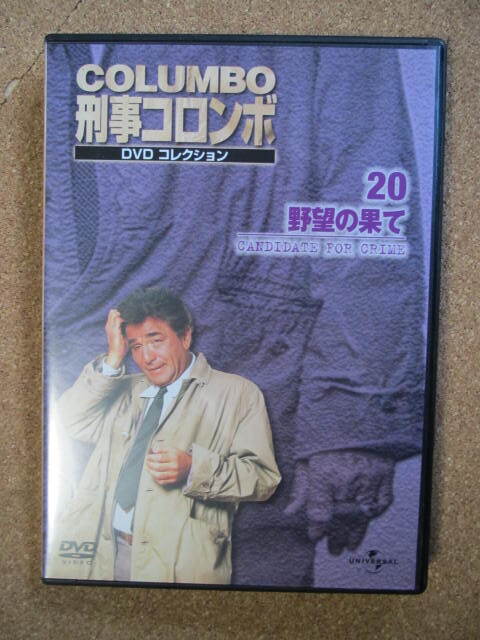 COLUMBO
刑事コロンボ
DVD コレクション
20
野望の果て
CANDIDATE FOR CRIME
DVD
VIDEO
UNIVERSAL